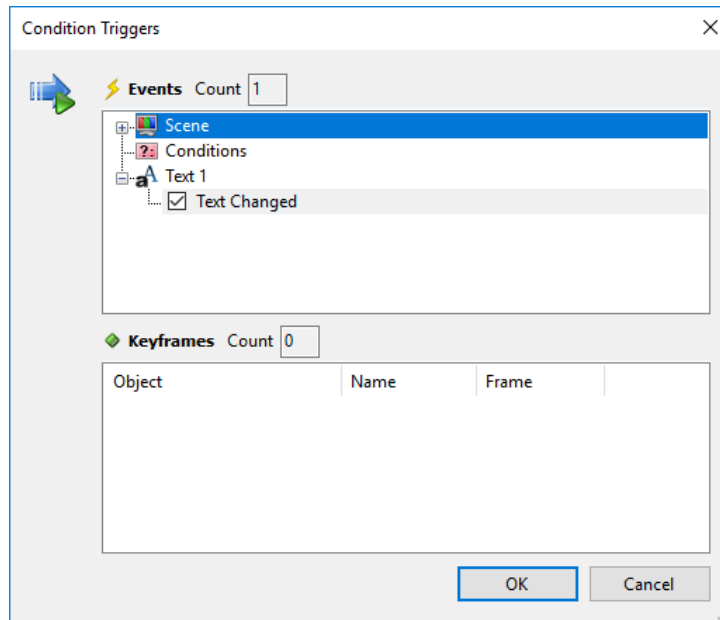 Condition Triggers
Events Count 1
Scene
?: Conditions
aA Text 1
Text Changed
Keyframes Count 0
Object Name Frame
OK Cancel